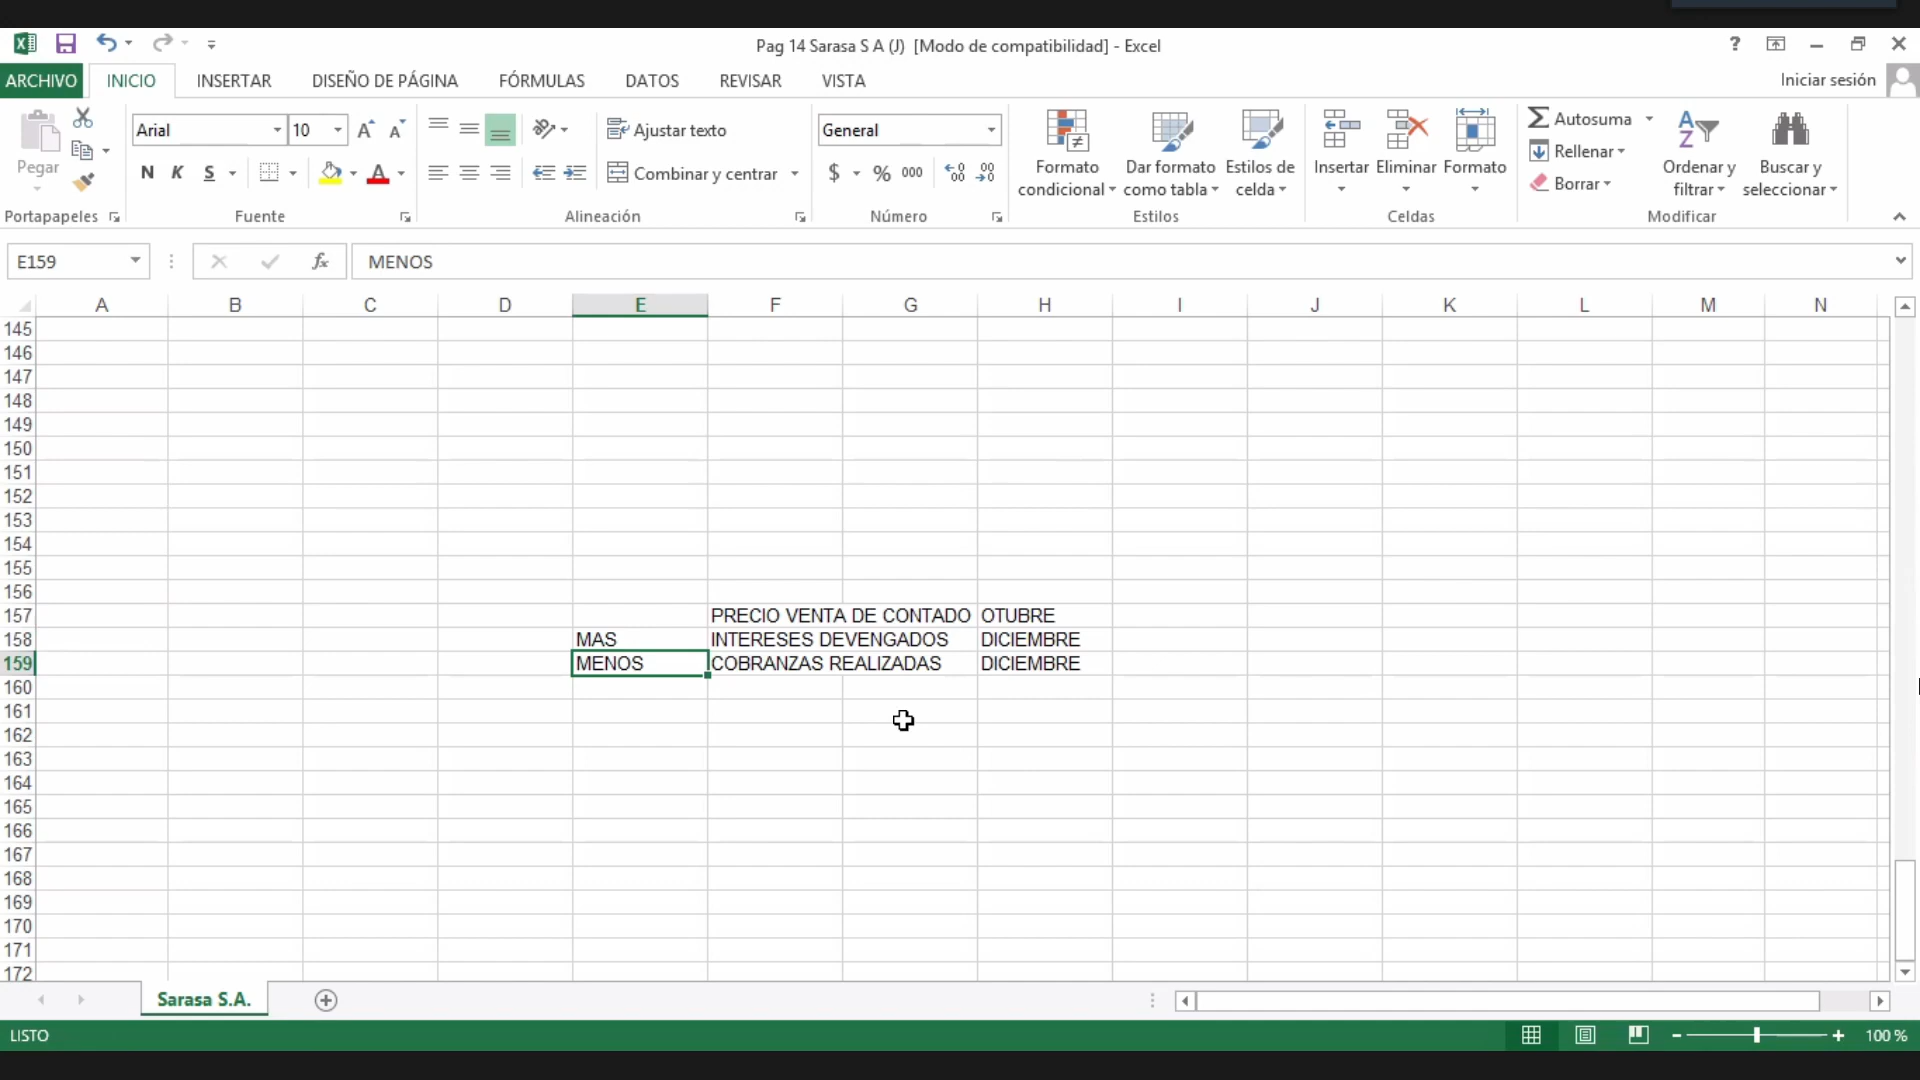 Pag 14 Sarasa S A (J) [Modo de compatibilidad] - Excel
?
ARCHIVO INICIO INSERTAR DISEÑO DE PÁGINA FÓRMULAS DATOS REVISAR VISTA Iniciar sesión
Pegar
Portapapeles
Arial 10
N K S
Fuente
Ajustar texto
Combinar y centrar
Alineación
General
$ % 000
Número
Formato condicional
Dar formato como tabla
Estilos de celda
Estilos
Insertar Eliminar Formato
Celdas
Autosuma
Rellenar
Borrar
Ordenar y filtrar
Buscar y seleccionar
Modificar
E159 fx MENOS
A B C D E F G H I J K L M N
145
146
147
148
149
150
151
152
153
154
155
156
157 PRECIO VENTA DE CONTADO OTUBRE
158 MAS INTERESES DEVENGADOS DICIEMBRE
159 MENOS COBRANZAS REALIZADAS DICIEMBRE
160
161
162
163
164
165
166
167
168
169
170
171
172
Sarasa S.A.
LISTO 100 %